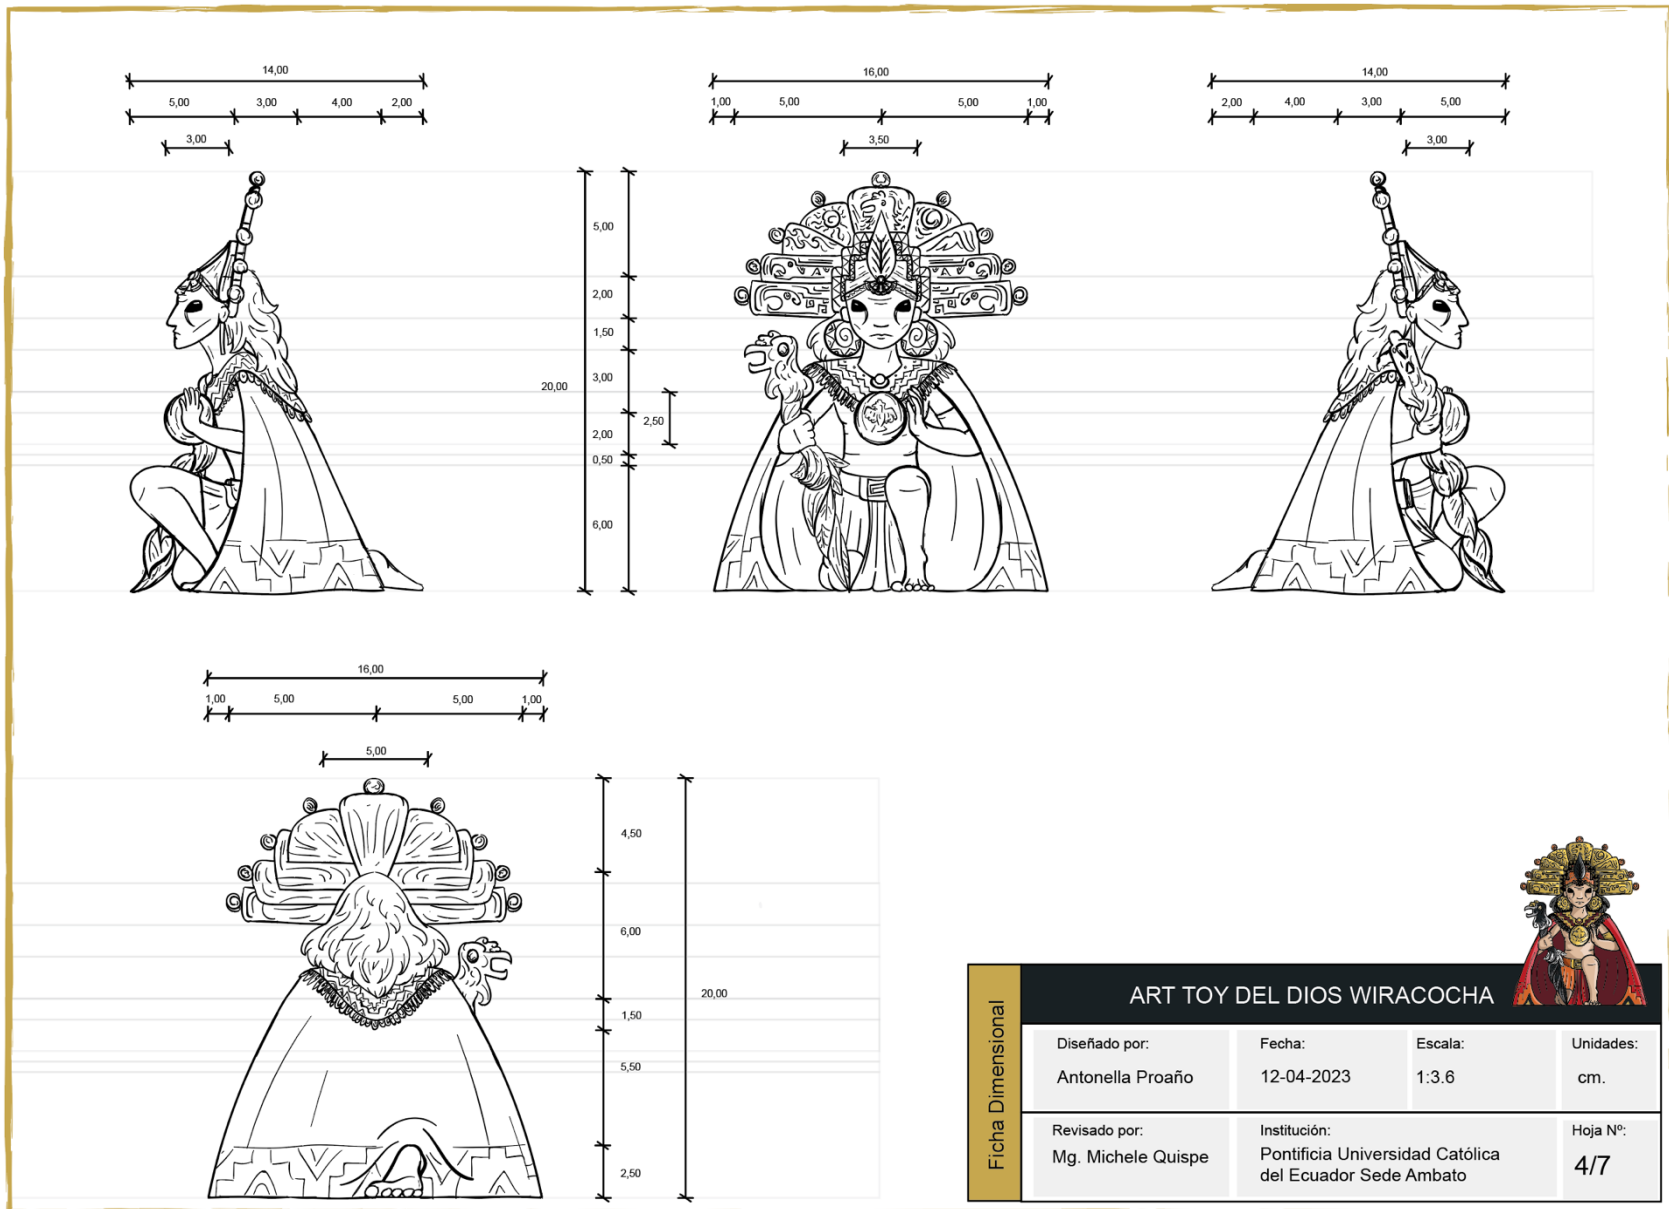 14,00
5,00 3,00 4,00 2,00
3,00
16,00
1,00 5,00 5,00 1,00
3,50
14,00
2,00 4,00 3,00 5,00
3,00
5,00
2,00
1,50
3,00
20,00
2,50
2,00
0,50
6,00
16,00
1,00 5,00 5,00 1,00
5,00
4,50
6,00
20,00
1,50
5,50
2,50
Ficha Dimensional
ART TOY DEL DIOS WIRACOCHA
Diseñado por: Fecha: Escala: Unidades:
Antonella Proaño 12-04-2023 1:3.6 cm.
Revisado por: Institución: Hoja Nº:
Mg. Michele Quispe Pontificia Universidad Católica 4/7
del Ecuador Sede Ambato